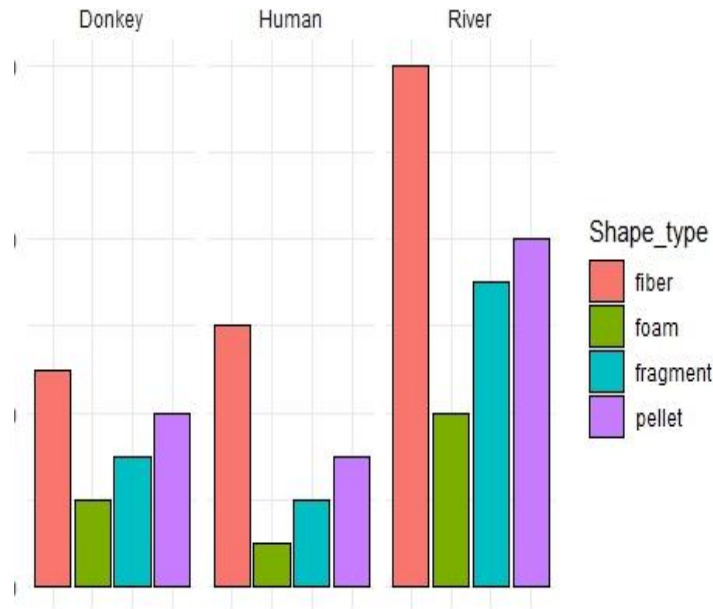 Donkey
Human
River
Shape_type
fiber
foam
fragment
pellet